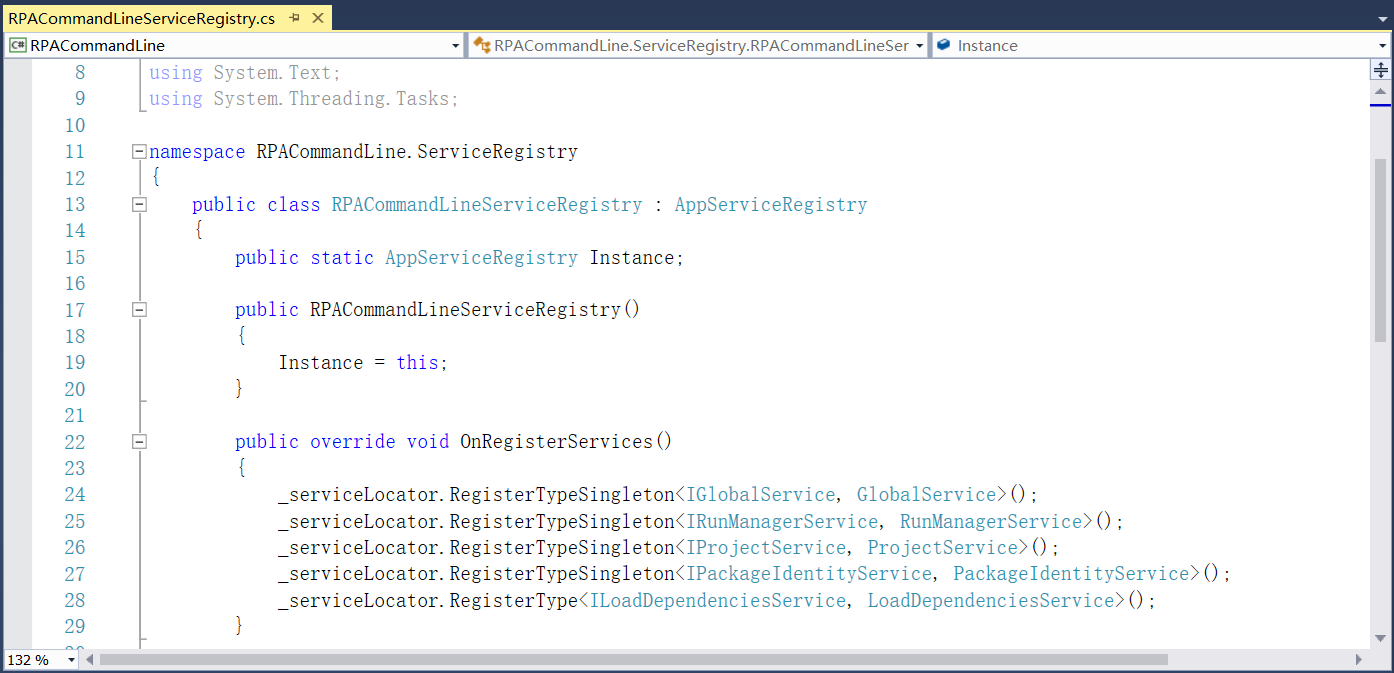 RPACommandLineServiceRegistry.cs
RPACommandLine RPACommandLine.ServiceRegistry.RPACommandLineSer Instance
8 using System.Text;
9 using System.Threading.Tasks;
10
11 namespace RPACommandLine.ServiceRegistry
12 {
13 public class RPACommandLineServiceRegistry : AppServiceRegistry
14 {
15 public static AppServiceRegistry Instance;
16
17 public RPACommandLineServiceRegistry()
18 {
19 Instance = this;
20 }
21
22 public override void OnRegisterServices()
23 {
24 _serviceLocator.RegisterTypeSingleton<IGlobalService, GlobalService>();
25 _serviceLocator.RegisterTypeSingleton<IRunManagerService, RunManagerService>();
26 _serviceLocator.RegisterTypeSingleton<IProjectService, ProjectService>();
27 _serviceLocator.RegisterTypeSingleton<IPackageIdentityService, PackageIdentityService>();
28 _serviceLocator.RegisterType<ILoadDependenciesService, LoadDependenciesService>();
29 }
132 %